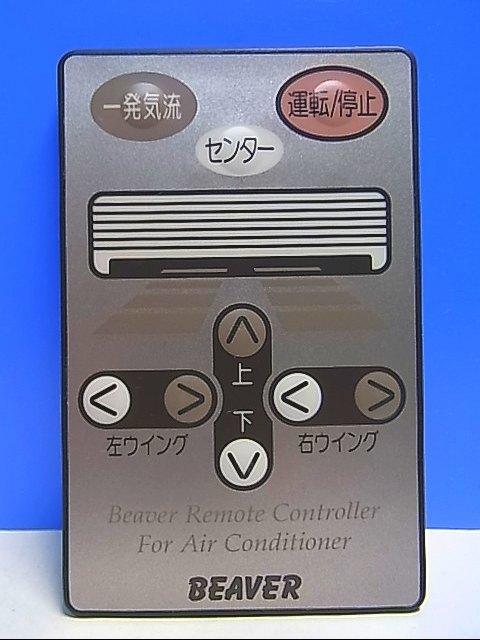 一発気流
運転/停止
センター
上
下
左ウイング
右ウイング
Beaver Remote Controller
For Air Conditioner
BEAVER